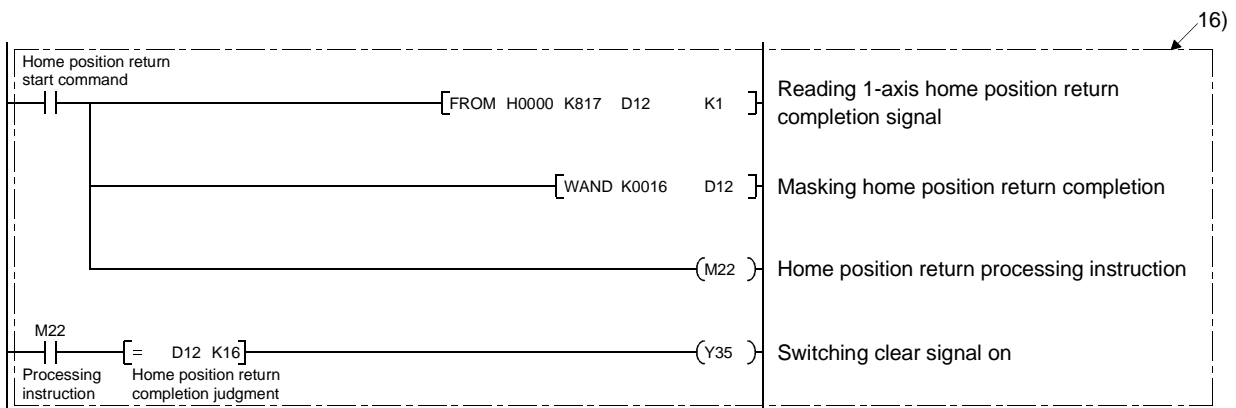 16)
Home position return
start command
FROM H0000 K817 D12 K1
Reading 1-axis home position return
completion signal
WAND K0016 D12
Masking home position return completion
M22
Home position return processing instruction
M22
= D12 K16
Y35
Switching clear signal on
Processing
instruction
Home position return
completion judgment